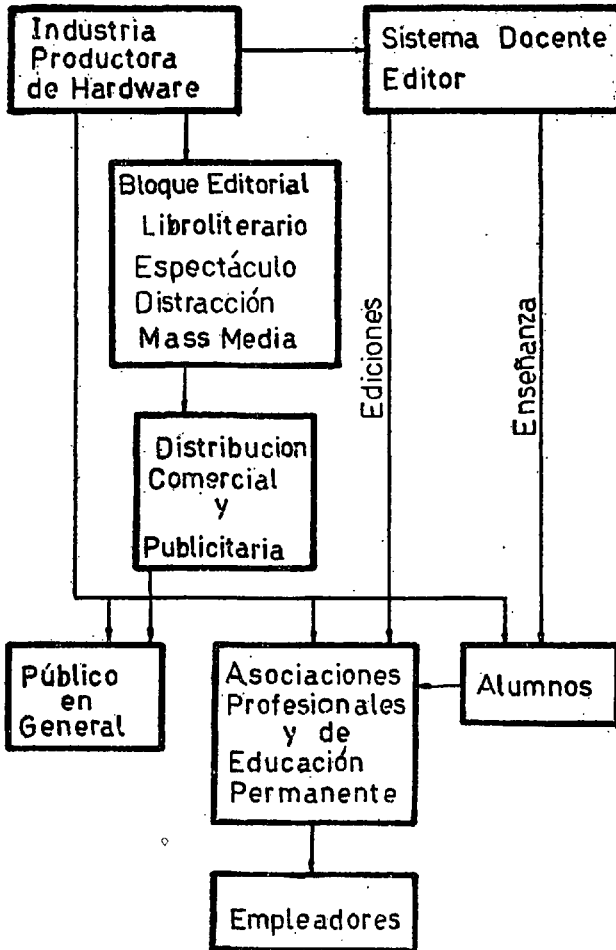 Industria
Productora
de Hardware
Sistema Docente
Editor
Bloque Editorial
Libroliterario
Espectáculo
Distracción
Mass Media
Ediciones
Enseñanza
Distribucion
Comercial
y
Publicitaria
Público
en
General
Asociaciones
Profesionales
y de
Educación
Permanente
Alumnos
Empleadores